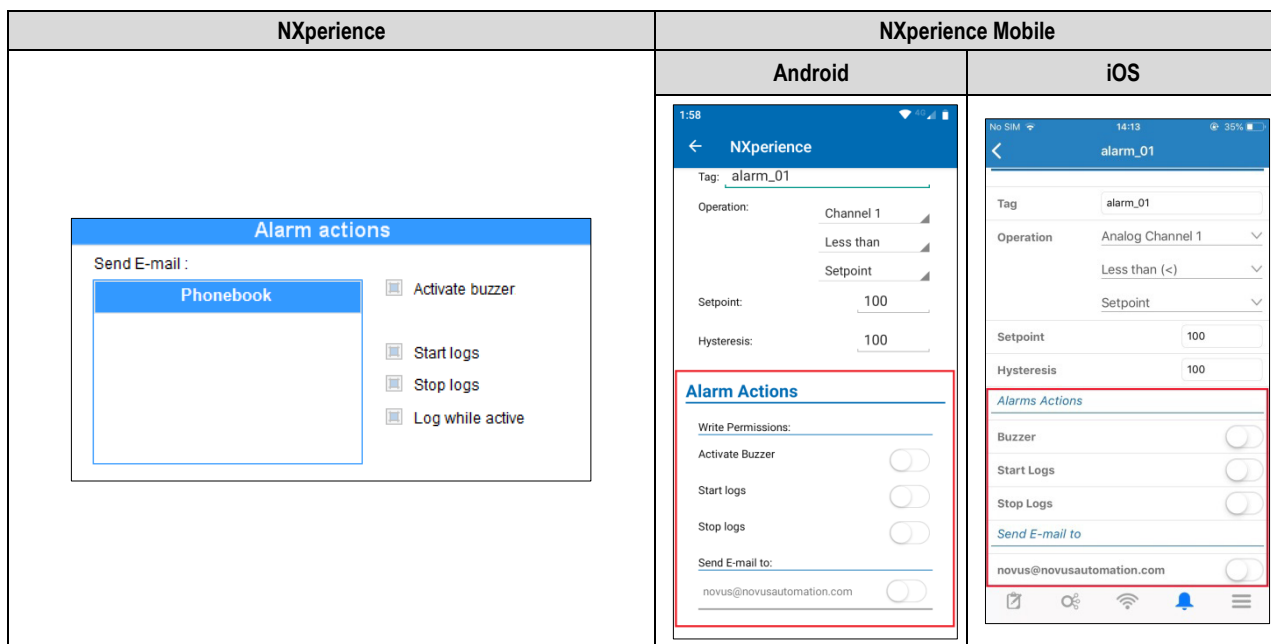 NXperience
NXperience Mobile
Android
iOS
Alarm actions
Send E-mail :
Phonebook
Activate buzzer
Start logs
Stop logs
Log while active
1:58
4G
NXperience
Tag: alarm_01
Operation: Channel 1
Less than
Setpoint
Setpoint: 100
Hysteresis: 100
Alarm Actions
Write Permissions:
Activate Buzzer
Start logs
Stop logs
Send E-mail to:
novus@novusautomation.com
No SIM 14:13 35%
alarm_01
Tag alarm_01
Operation Analog Channel 1
Less than (<)
Setpoint
Setpoint 100
Hysteresis 100
Alarms Actions
Buzzer
Start Logs
Stop Logs
Send E-mail to
novus@novusautomation.com